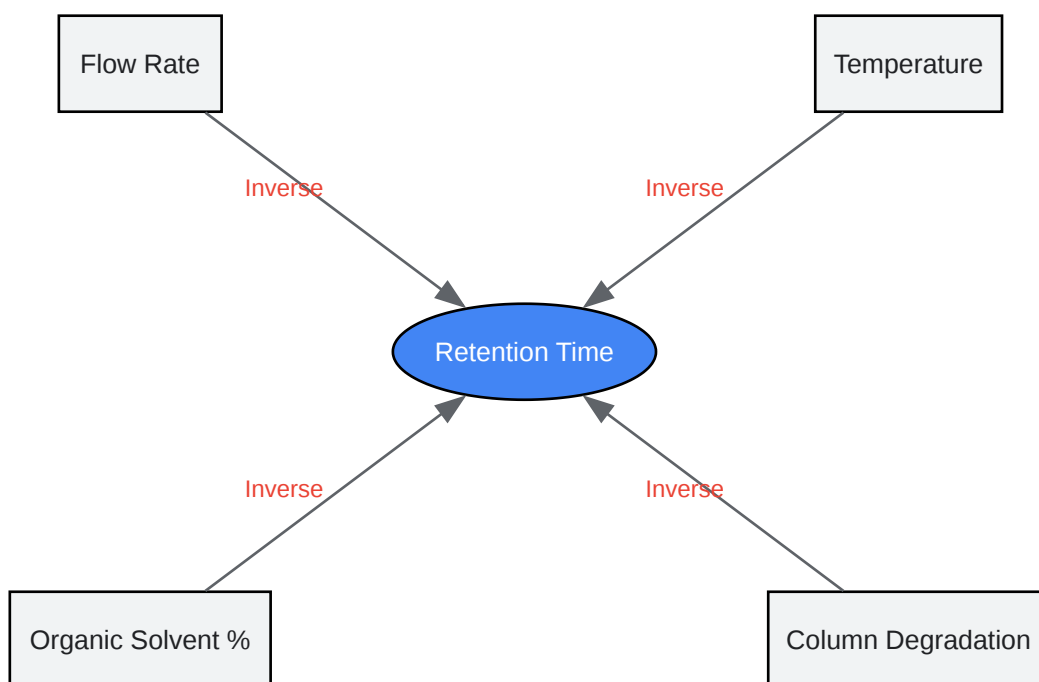 Flow Rate
Temperature
Inverse
Inverse
Retention Time
Inverse
Inverse
Organic Solvent %
Column Degradation